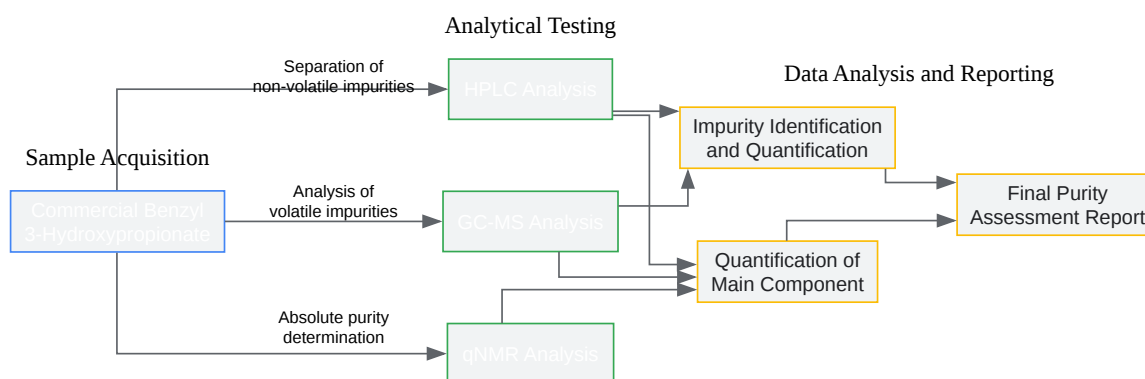 Analytical Testing
Separation of
non-volatile impurities
HPLC Analysis
Data Analysis and Reporting
Impurity Identification
and Quantification
Sample Acquisition
Commercial Benzyl
3-Hydroxypropionate
Analysis of
volatile impurities
GC-MS Analysis
Final Purity
Assessment Report
Quantification of
Main Component
Absolute purity
determination
qNMR Analysis